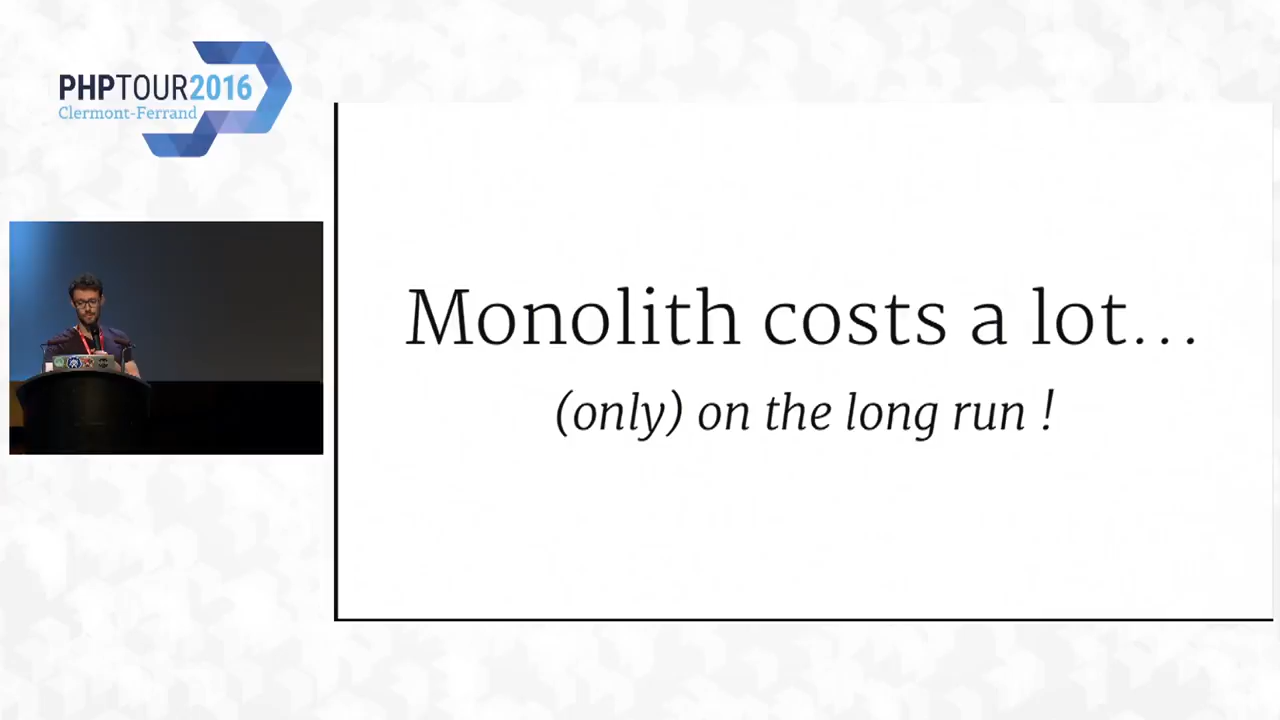 PHPTOUR2016
Clermont-Ferrand
Monolith costs a lot...
(only) on the long run !